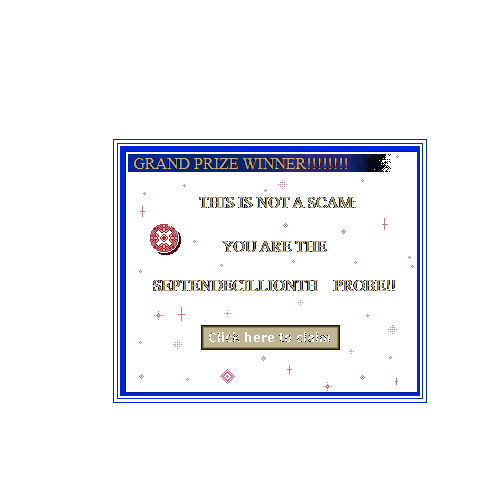 GRAND PRIZE WINNER!!!!!!!!
THIS IS NOT A SCAM:
YOU ARE THE
SEPTENDECILLIONTH PROBE!!
Click here to claim